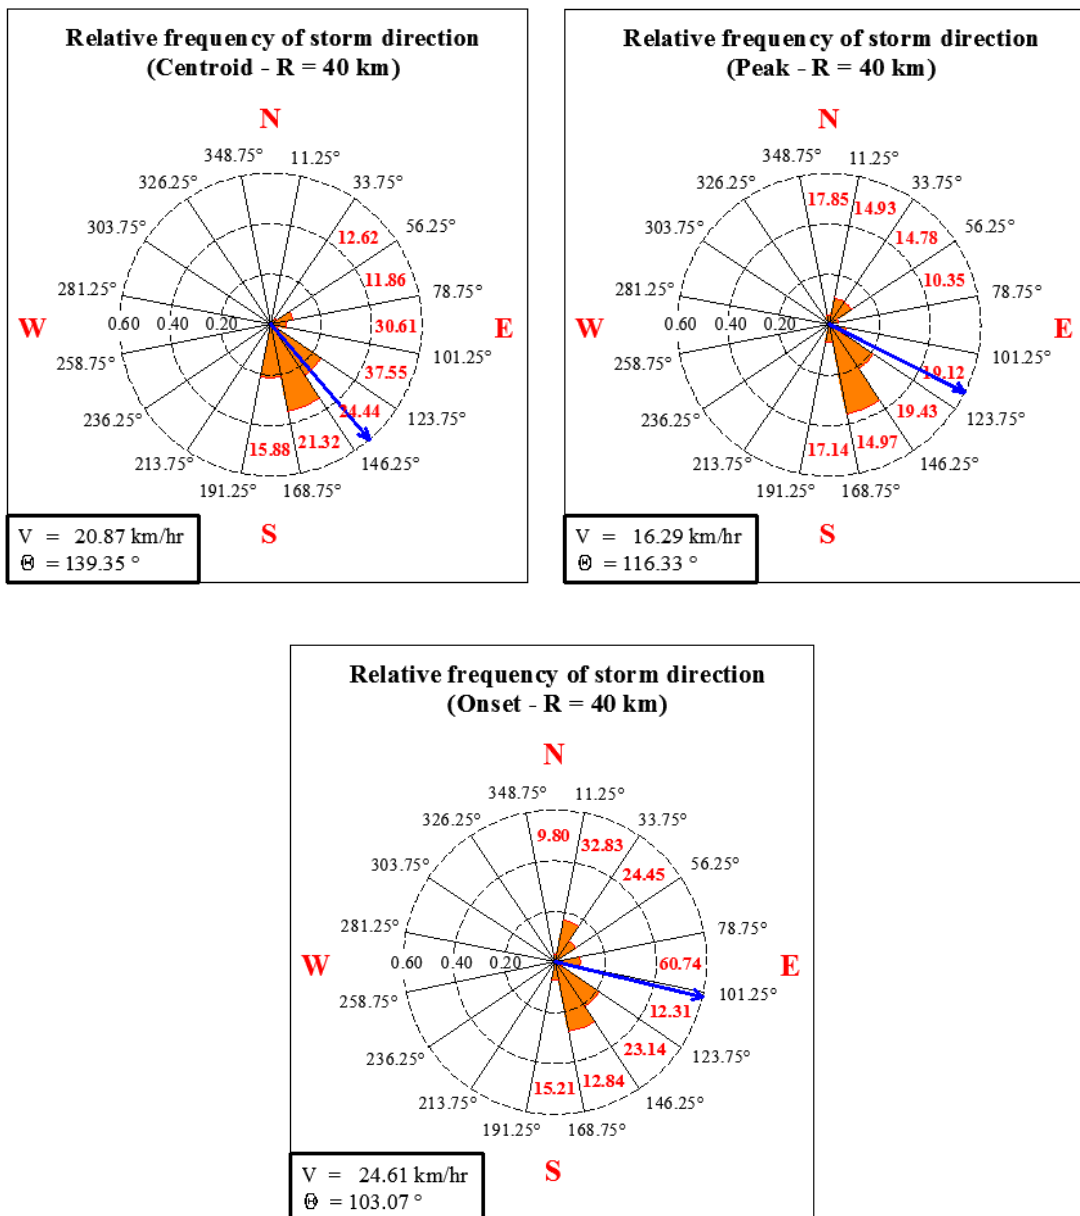 Relative frequency of storm direction
(Centroid - R = 40 km)
N
348.75° 11.25°
326.25° 33.75°
303.75° 12.62 56.25°
281.25° 11.86 78.75°
W 0.60 0.40 0.20 30.61 E
258.75° 37.55 101.25°
236.25° 24.44 123.75°
213.75° 15.88 21.32 146.25°
191.25° 168.75°
S
V = 20.87 km/hr
Θ = 139.35 °
Relative frequency of storm direction
(Peak - R = 40 km)
N
348.75° 11.25°
326.25° 17.85 14.93 33.75°
303.75° 14.78 56.25°
281.25° 10.35 78.75°
W 0.60 0.40 0.20 E
258.75° 19.12 101.25°
236.25° 19.43 123.75°
213.75° 17.14 14.97 146.25°
191.25° 168.75°
S
V = 16.29 km/hr
Θ = 116.33 °
Relative frequency of storm direction
(Onset - R = 40 km)
N
348.75° 11.25°
326.25° 9.80 32.83 33.75°
303.75° 24.45 56.25°
281.25° 78.75°
W 0.60 0.40 0.20 60.74 E
258.75° 12.31 101.25°
236.25° 23.14 123.75°
213.75° 15.21 12.84 146.25°
191.25° 168.75°
S
V = 24.61 km/hr
Θ = 103.07 °